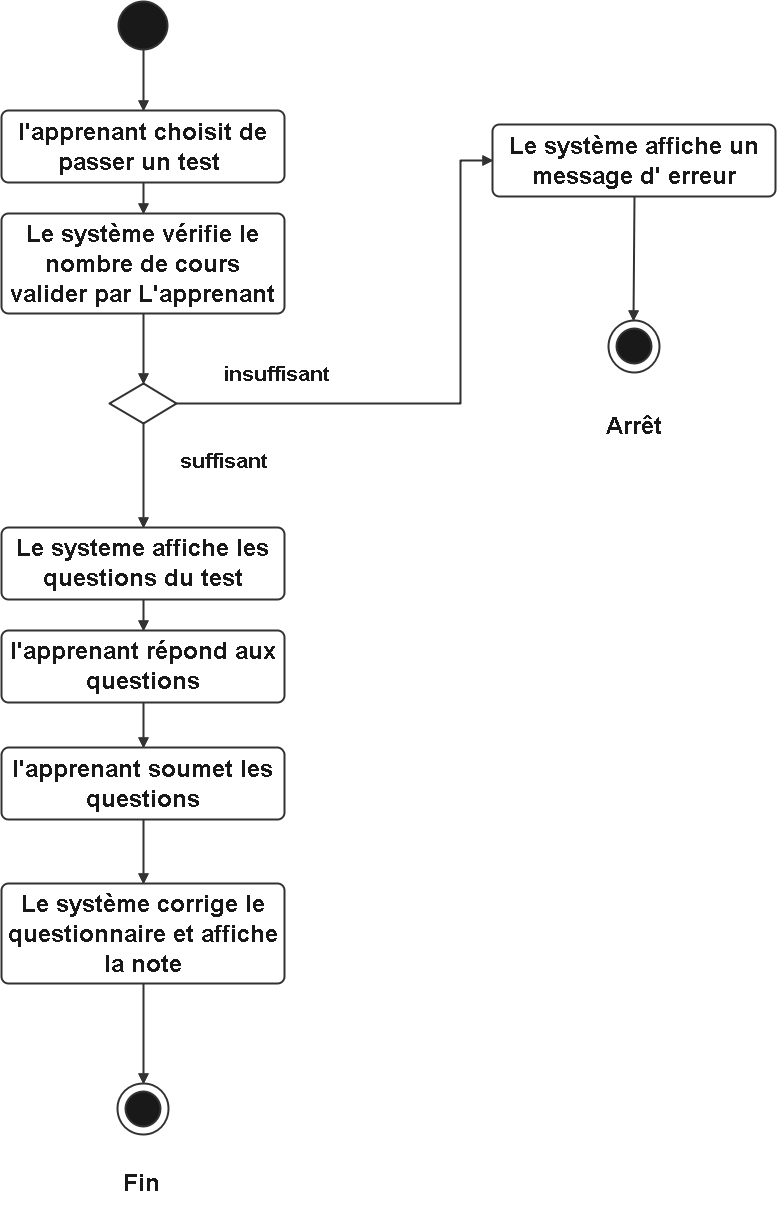 l'apprenant choisit de
passer un test
Le système vérifie le
nombre de cours
valider par L'apprenant
insuffisant
Le système affiche un
message d' erreur
Arrêt
suffisant
Le systeme affiche les
questions du test
l'apprenant répond aux
questions
l'apprenant soumet les
questions
Le système corrige le
questionnaire et affiche
la note
Fin